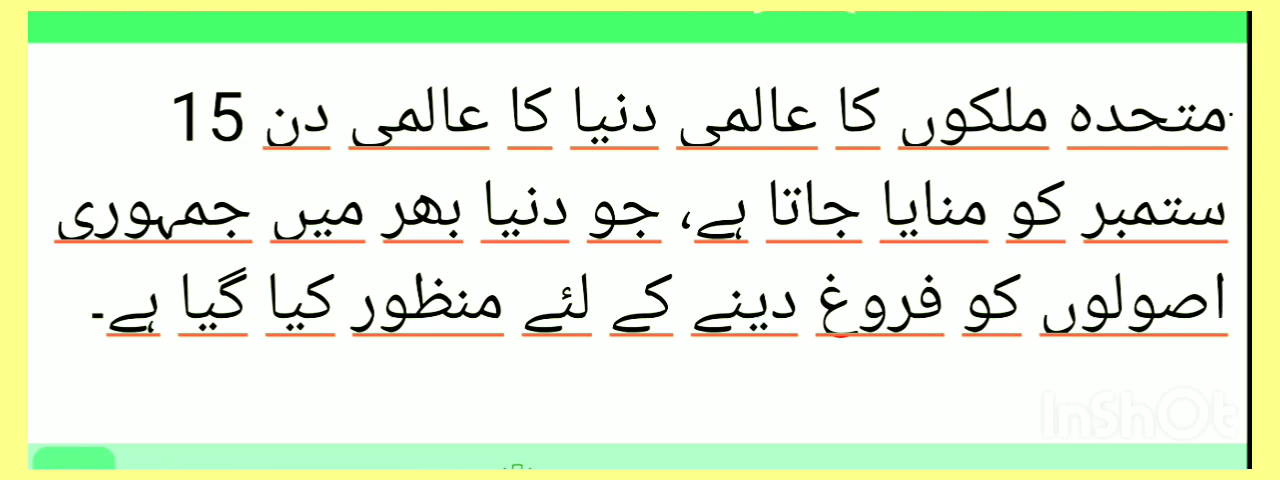 متحدہ ملکوں کا عالمی دنیا کا عالمی دن 15
ستمبر کو منایا جاتا ہے، جو دنیا بھر میں جمہوری
اصولوں کو فروغ دینے کے لئے منظور کیا گیا ہے۔
InShOt